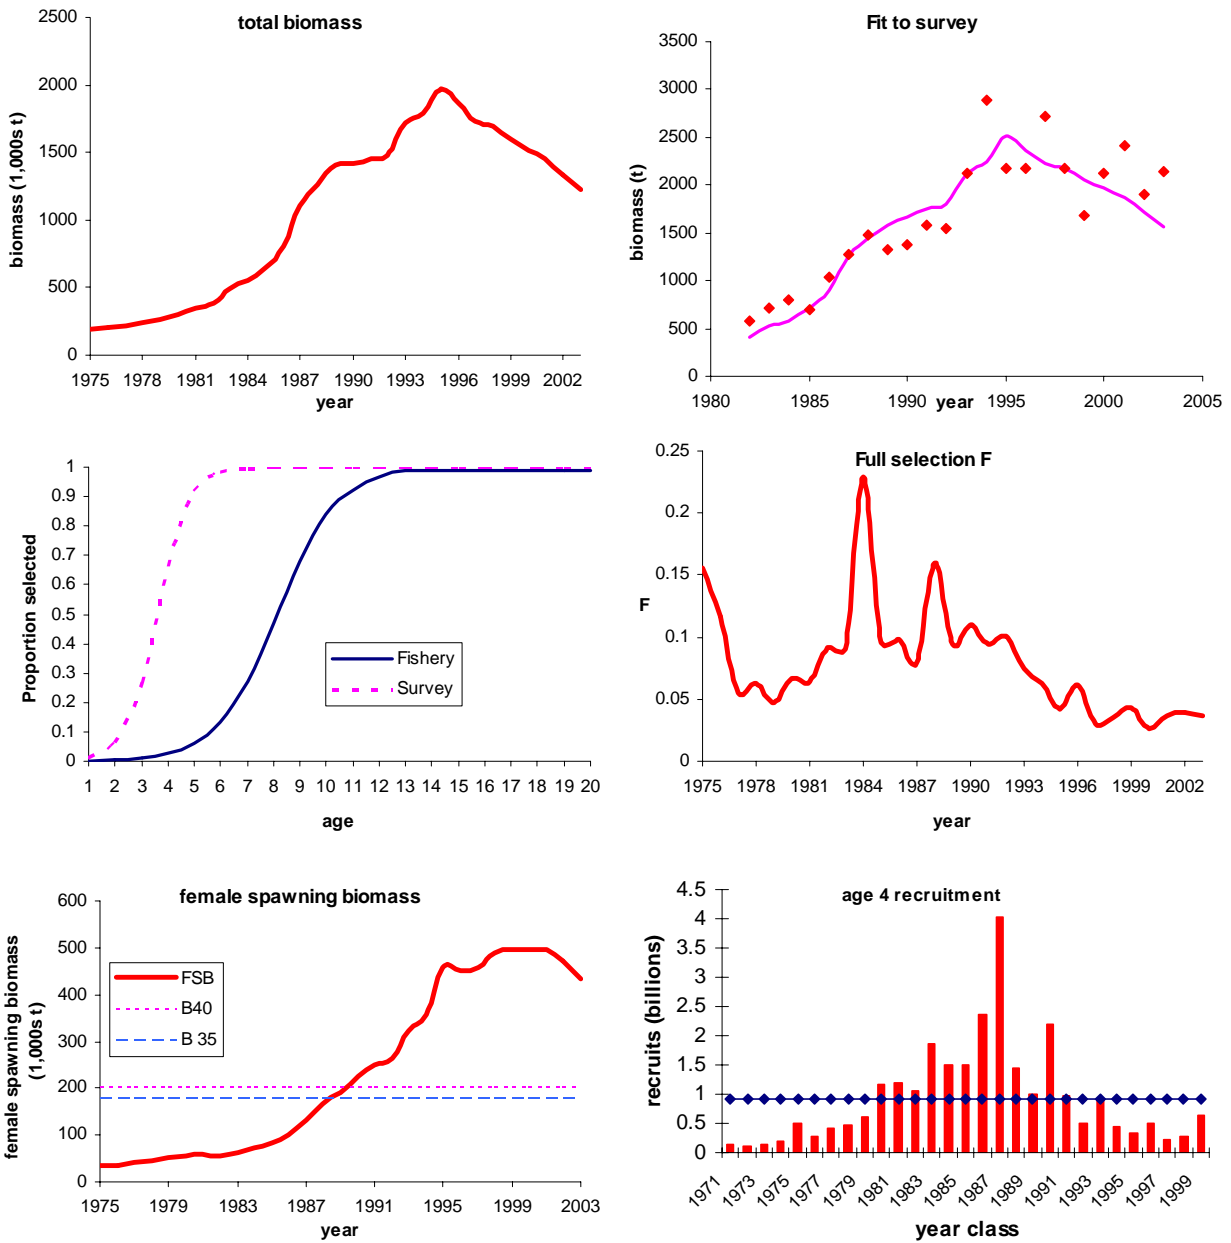 total biomass
biomass (1,000s t)
2500
2000
1500
1000
500
0
1975 1978 1981 1984 1987 1990 1993 1996 1999 2002
year
Fit to survey
biomass (t)
3500
3000
2500
2000
1500
1000
500
0
1980 1985 1990 1995 2000 2005
year
Proportion selected
1
0.9
0.8
0.7
0.6
0.5
0.4
0.3
0.2
0.1
0
Fishery
Survey
1 2 3 4 5 6 7 8 9 10 11 12 13 14 15 16 17 18 19 20
age
Full selection F
F
0.25
0.2
0.15
0.1
0.05
0
1975 1978 1981 1984 1987 1990 1993 1996 1999 2002
year
female spawning biomass
female spawning biomass
(1,000s t)
600
500
400
300
200
100
0
FSB
B40
B 35
1975 1979 1983 1987 1991 1995 1999 2003
year
age 4 recruitment
recruits (billions)
4.5
4
3.5
3
2.5
2
1.5
1
0.5
0
1971 1973 1975 1977 1979 1981 1983 1985 1987 1989 1991 1993 1995 1997 1999
year class